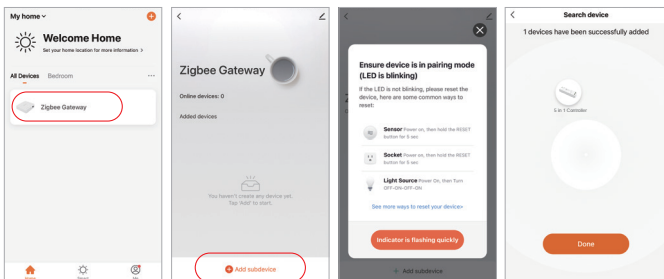 My home
Welcome Home
Set your home location for more information >
All Devices Bedroom ...
Zigbee Gateway
Home
Smart
Me
Zigbee Gateway
Online devices: 0
Added devices
You haven't create any device yet.
Tap 'Add' to start.
Add subdevice
Ensure device is in pairing mode
(LED is blinking)
If the LED is not blinking, please reset the
device, here are some common ways to
reset:
Sensor Power on, then hold the RESET
button for 5 sec
Socket Power on, then hold the RESET
button for 5 sec
Light Source Power On, then Turn
OFF-ON-OFF-ON
See more ways to reset your device>
Indicator is flashing quickly
+ Add subdevice
Search device
1 devices have been successfully added
5 in 1 Controller
Done